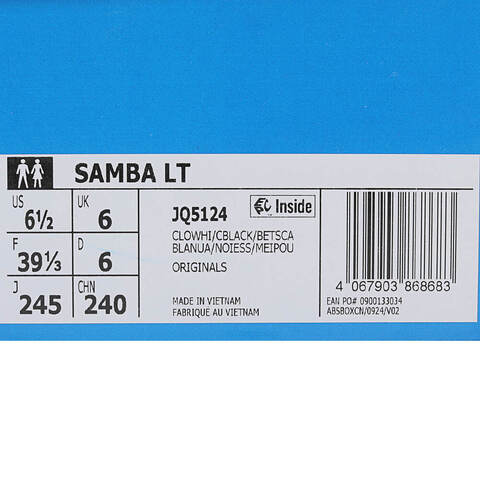 SAMBA LT
US
6½
UK
6
F
39⅓
D
6
J
245
CHN
240
JQ5124
Inside
CLOWHI/CBLACK/BETSCA
BLANUA/NOIESS/MEIPOU
ORIGINALS
MADE IN VIETNAM
FABRIQUÉ AU VIETNAM
4 067903 868683
EAN PO# 0900133034
ABSBOXCN/0924/V02